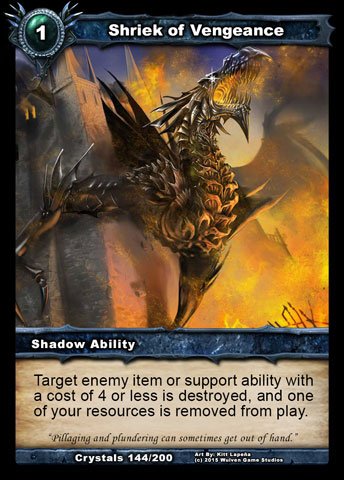 1
Shriek of Vengeance
Shadow Ability
Target enemy item or support ability with
a cost of 4 or less is destroyed, and one
of your resources is removed from play.
"Pillaging and plundering can sometimes get out of hand."
Crystals 144/200
Art By: Kitt Lapeña
(c) 2015 Wulven Game Studios